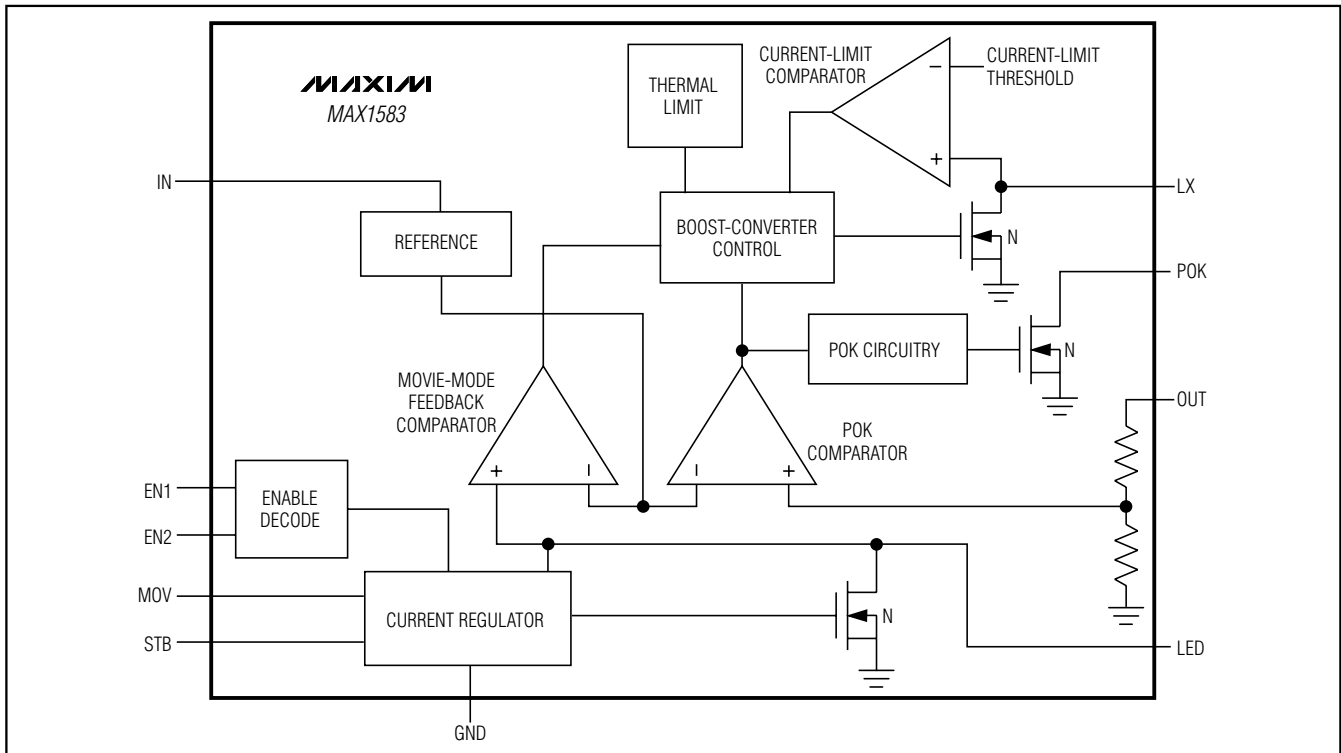 MAXIM
MAX1583
THERMAL
LIMIT
CURRENT-LIMIT
COMPARATOR
CURRENT-LIMIT
THRESHOLD
−
+
IN
LX
REFERENCE
BOOST-CONVERTER
CONTROL
N
POK
POK CIRCUITRY
N
MOVIE-MODE
FEEDBACK
COMPARATOR
OUT
POK
COMPARATOR
+
−
−
+
EN1
EN2
ENABLE
DECODE
MOV
STB
CURRENT REGULATOR
N
LED
GND